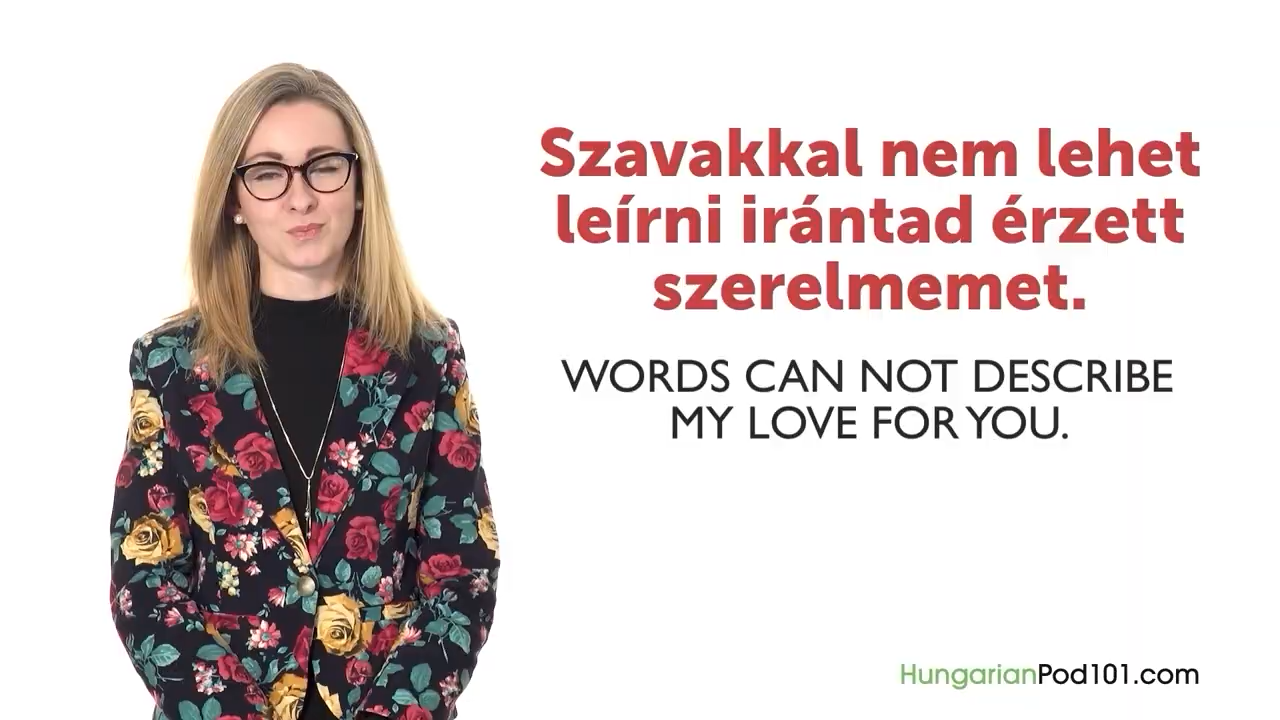 Szavakkal nem lehet
leírni irántad érzett
szerelmemet.
WORDS CAN NOT DESCRIBE
MY LOVE FOR YOU.
HungarianPod101.com